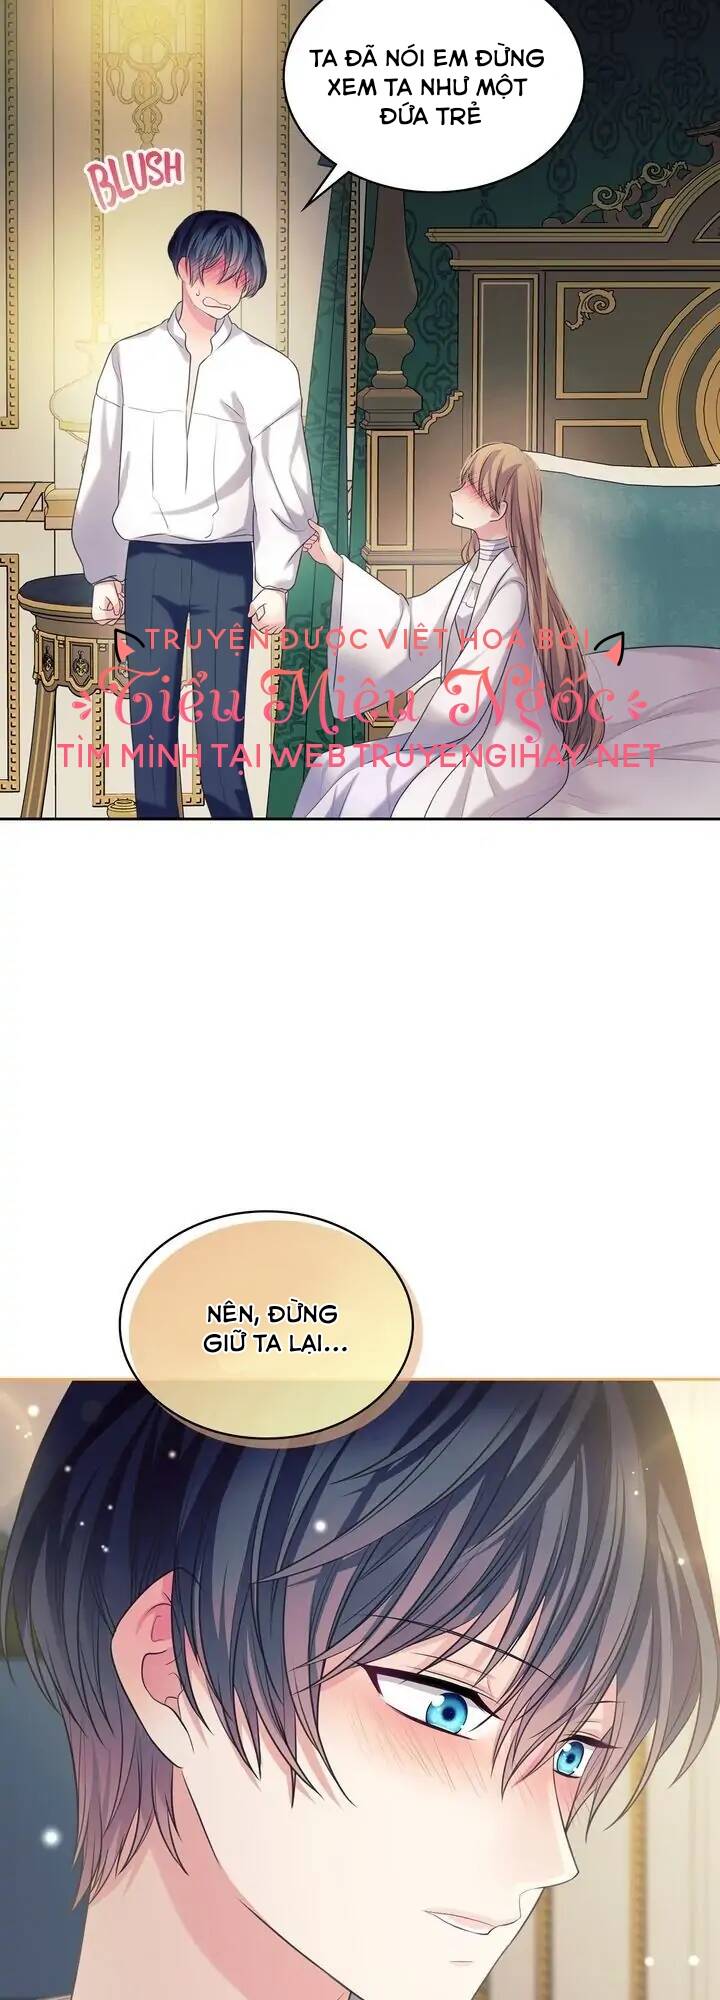 TA ĐÃ NÓI EM ĐỪNG
XEM TA NHƯ MỘT
ĐỨA TRẺ
BLUSH
TRUYỆN ĐƯỢC VIỆT HOÁ BỞI
Tiểu Miêu Ngốc
TÌM MÌNH TẠI WEB TRUYENGIHAY.NET
NÊN, ĐỪNG
GIỮ TA LẠI...